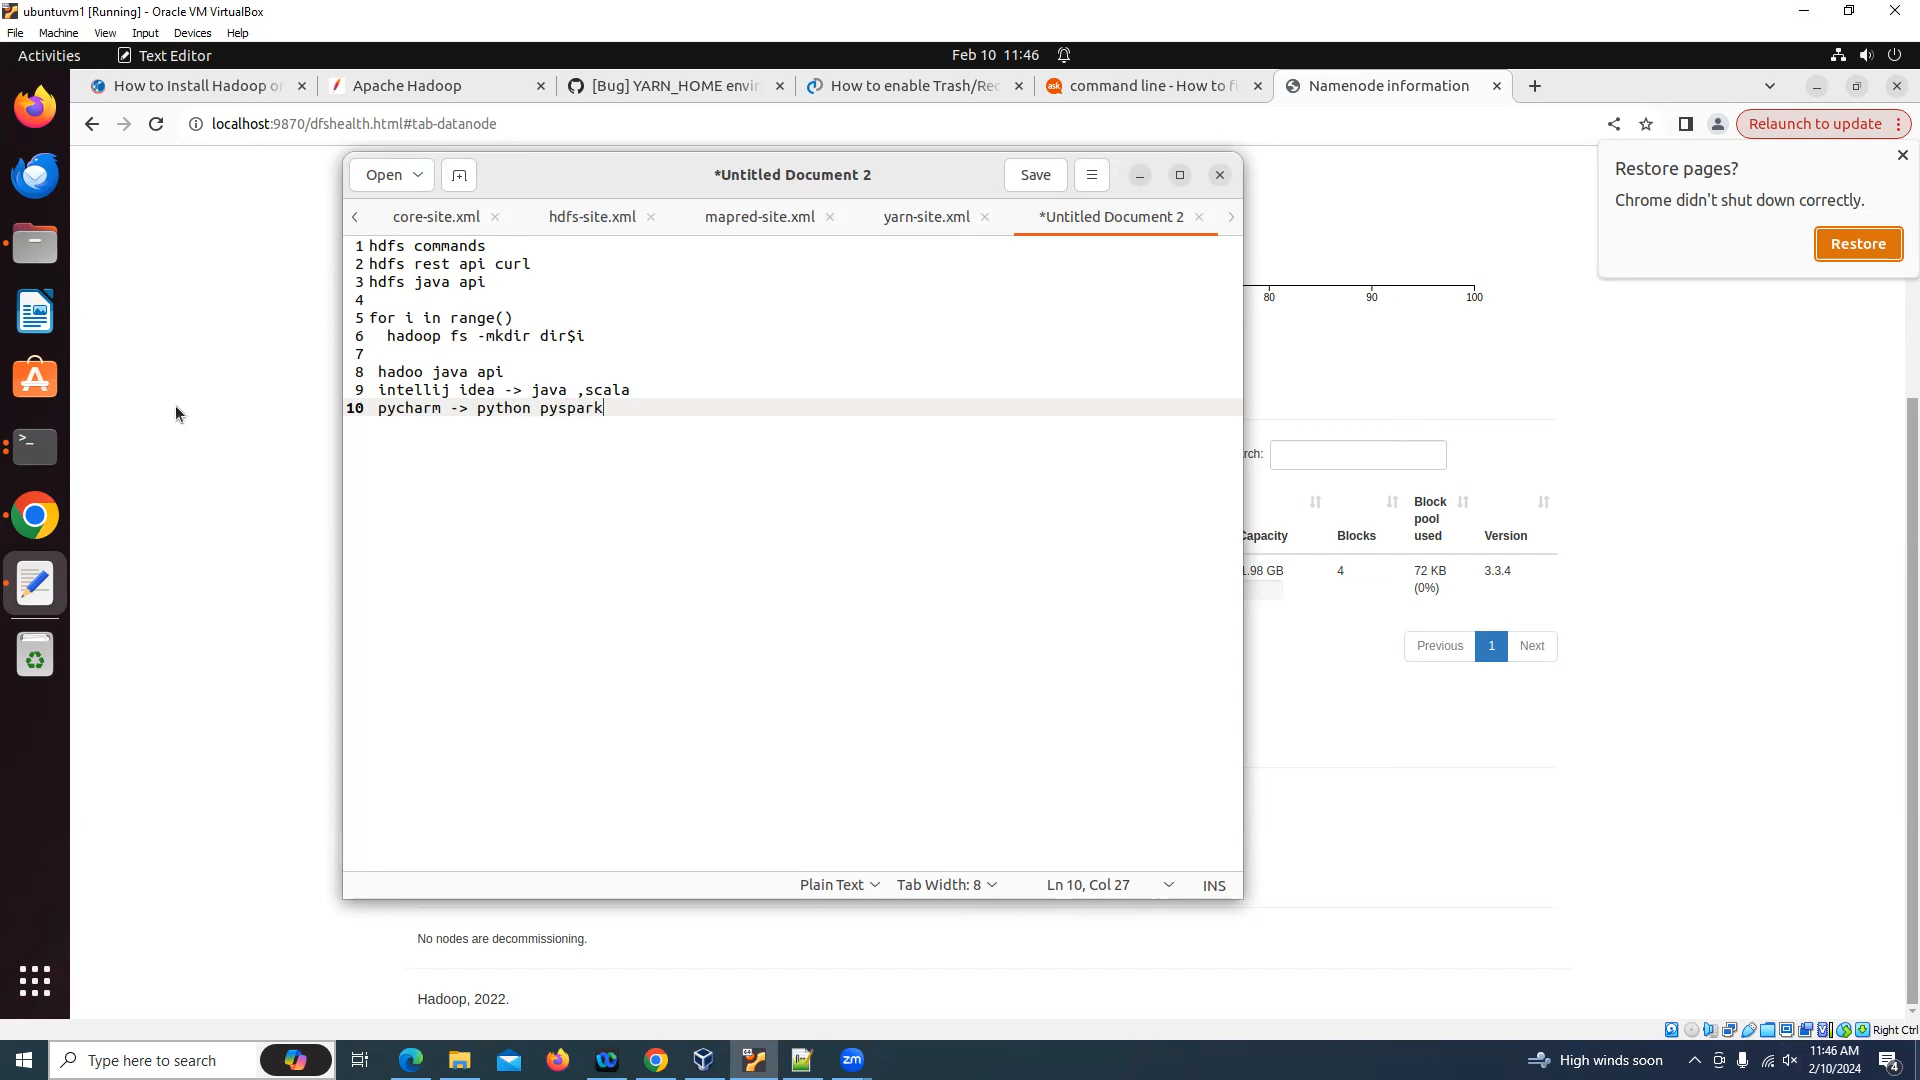 ubuntuvm1 [Running] - Oracle VM VirtualBox
File Machine View Input Devices Help
Activities Text Editor Feb 10 11:46
How to Install Hadoop or Apache Hadoop [Bug] YARN_HOME envir How to enable Trash/Rec command line - How to fi Namenode information
localhost:9870/dfshealth.html#tab-datanode Relaunch to update
Restore pages?
Chrome didn't shut down correctly.
Restore
Open *Untitled Document 2 Save
core-site.xml hdfs-site.xml mapred-site.xml yarn-site.xml *Untitled Document 2
1 hdfs commands
2 hdfs rest api curl
3 hdfs java api
4
5 for i in range()
6 hadoop fs -mkdir dir$i
7
8 hadoo java api
9 intellij idea -> java ,scala
10 pycharm -> python pyspark
Plain Text Tab Width: 8 Ln 10, Col 27 INS
80 90 100
rch:
Capacity Blocks Block pool used Version
1.98 GB 4 72 KB (0%) 3.3.4
Previous 1 Next
No nodes are decommissioning.
Hadoop, 2022.
Right Ctrl
Type here to search zm High winds soon 11:46 AM
2/10/2024 4